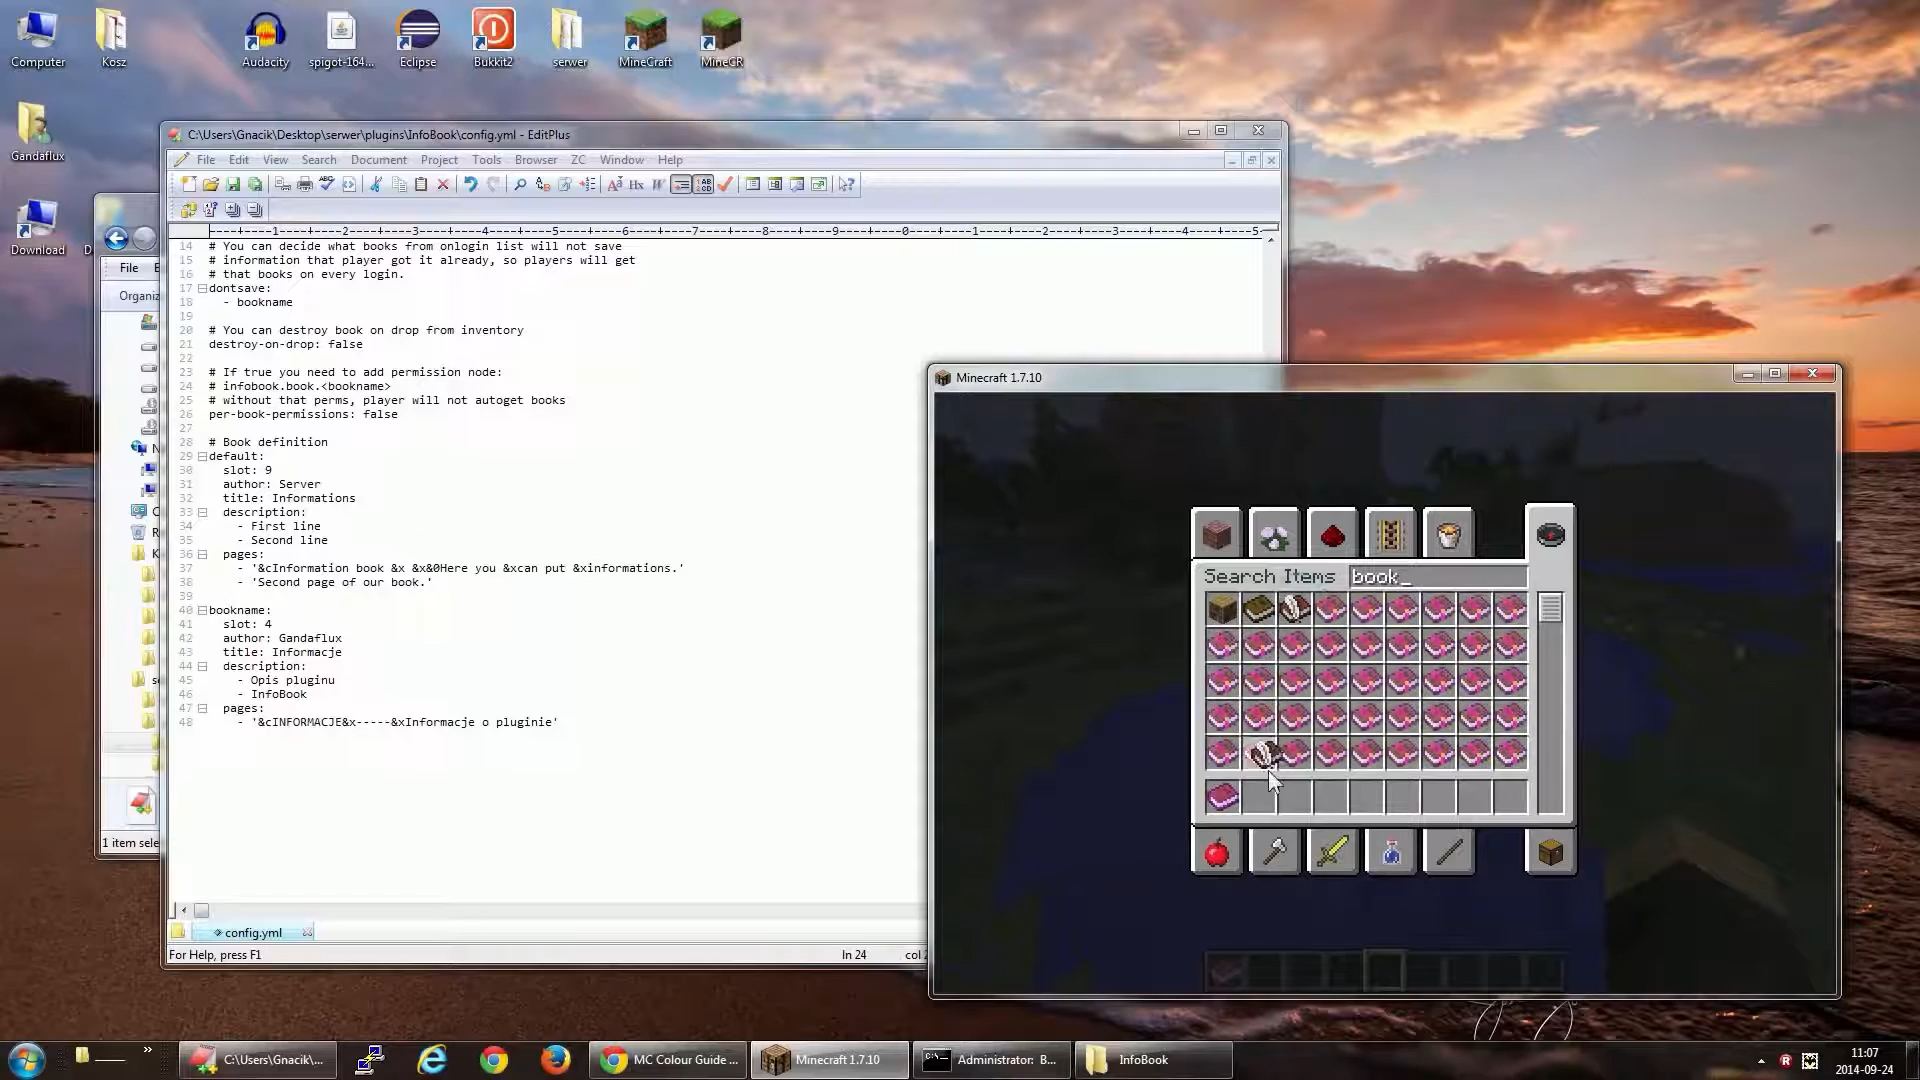 Computer
Kosz
Audacity
spigot-164...
Eclipse
Bukkit2
serwer
MineCraft
MineCR
Gandaflux
Download
D
C:\Users\Gnacik\Desktop\serwer\plugins\InfoBook\config.yml - EditPlus
File Edit View Search Document Project Tools Browser ZC Window Help
File
Organiz
1 item sele
14 # You can decide what books from onlogin list will not save
15 # information that player got it already, so players will get
16 # that books on every login.
17 dontsave:
18 - bookname
19
20 # You can destroy book on drop from inventory
21 destroy-on-drop: false
22
23 # If true you need to add permission node:
24 # infobook.book.<bookname>
25 # without that perms, player will not autoget books
26 per-book-permissions: false
27
28 # Book definition
29 default:
30 slot: 9
31 author: Server
32 title: Informations
33 description:
34 - First line
35 - Second line
36 pages:
37 - '&cInformation book &x &x&0Here you &xcan put &xinformations.'
38 - 'Second page of our book.'
39
40 bookname:
41 slot: 4
42 author: Gandaflux
43 title: Informacje
44 description:
45 - Opis pluginu
46 - InfoBook
47 pages:
48 - '&cINFORMACJE&x-----&xInformacje o pluginie'
config.yml
For Help, press F1
ln 24
Minecraft 1.7.10
Search Items book_
C:\Users\Gnacik\...
MC Colour Guide ...
Minecraft 1.7.10
Administrator: B...
InfoBook
11:07
2014-09-24